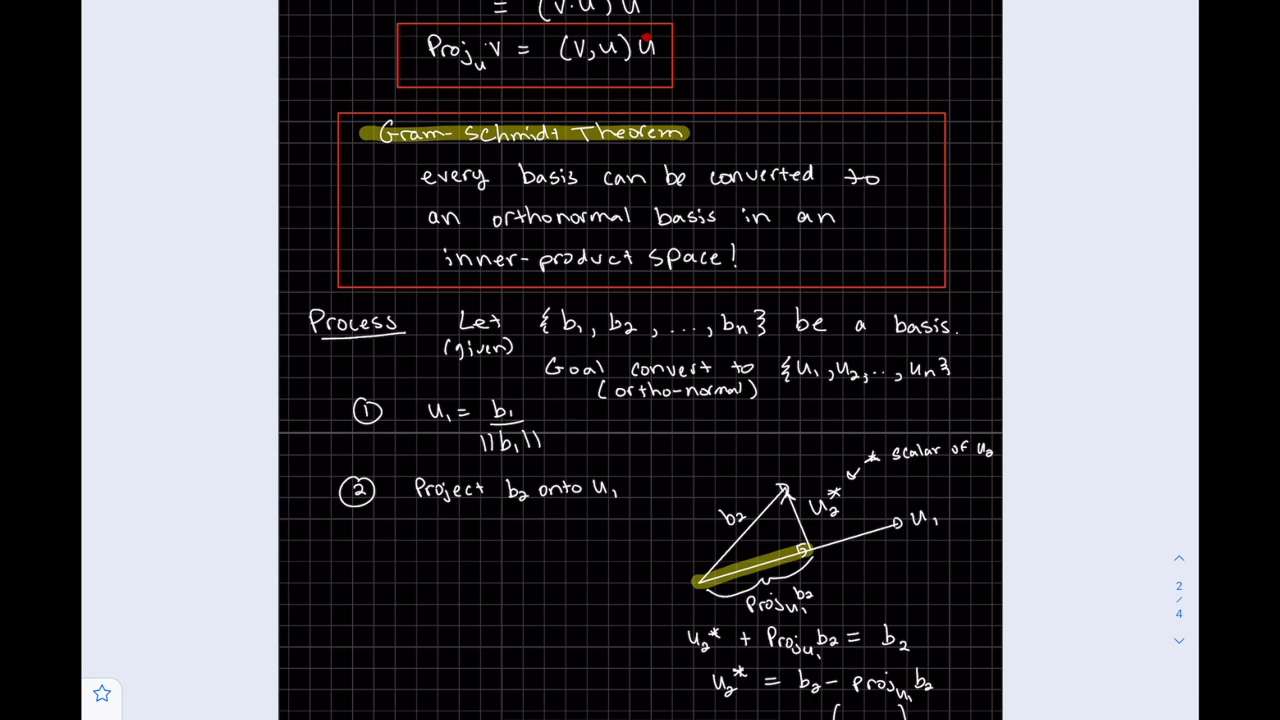 = (v·u) u
Proj_u v = (v,u) u
Gram-Schmidt Theorem
every basis can be converted to
an orthonormal basis in an
inner-product space!
Process Let {b₁, b₂, ..., bn} be a basis.
(given)
Goal convert to {u₁, u₂, .., un}
(ortho-normal)
① u₁ = b₁
||b₁||
* scalar of u₂
② Project b₂ onto u₁
b₂
u₂*
u₁
Proj_u₁ b₂
u₂* + Proj_u₁ b₂ = b₂
u₂* = b₂ - proj_u₁ b₂
2
/
4